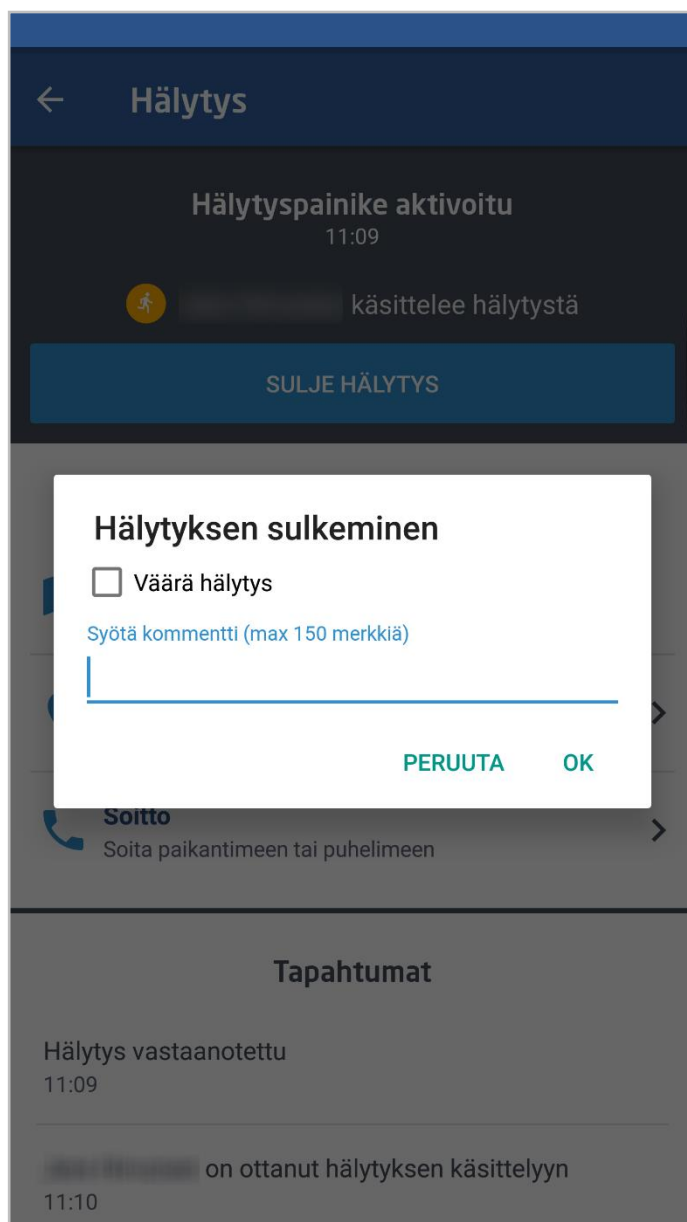 Hälytys
Hälytyspainike aktivoitu
11:09
käsittelee hälytystä
SULJE HÄLYTYS
Hälytyksen sulkeminen
Väärä hälytys
Syötä kommentti (max 150 merkkiä)
PERUUTA OK
Soitto
Soita paikantimeen tai puhelimeen
Tapahtumat
Hälytys vastaanotettu
11:09
on ottanut hälytyksen käsittelyyn
11:10